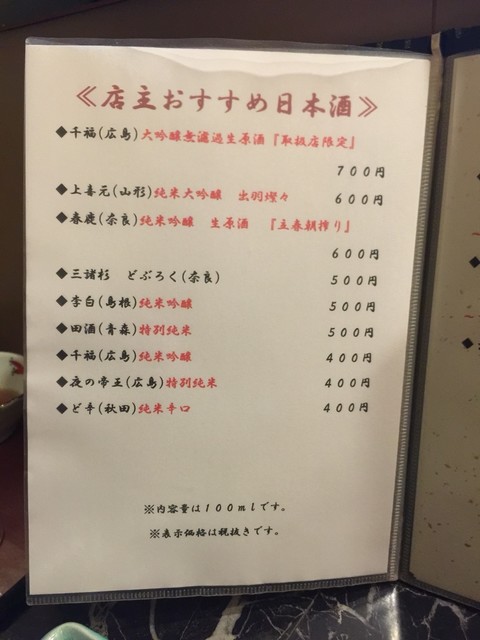 ≪店主おすすめ日本酒≫
◆千福(広島)大吟醸無濾過生原酒『取扱店限定』
７００円
◆上喜元(山形)純米大吟醸 出羽燦々 ６００円
◆春鹿(奈良)純米吟醸 生原酒 『立春朝搾り』
６００円
◆三諸杉 どぶろく(奈良) ５００円
◆李白(島根)純米吟醸 ５００円
◆田酒(青森)特別純米 ５００円
◆千福(広島)純米吟醸 ４００円
◆夜の帝王(広島)特別純米 ４００円
◆ど辛(秋田)純米辛口 ４００円
※内容量は１００ｍｌです。
※表示価格は税抜きです。